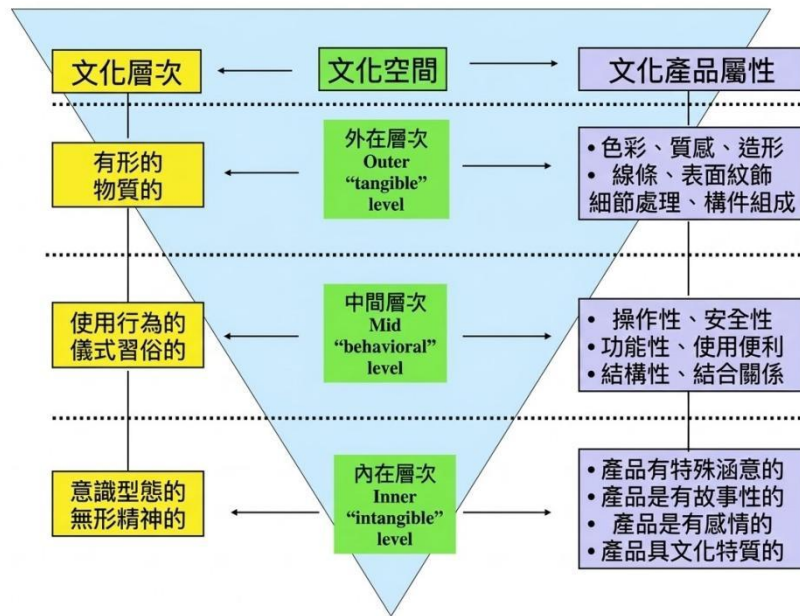 文化層次
文化空間
文化產品屬性
有形的
物質的
外在層次
Outer
“tangible”
level
• 色彩、質感、造形
• 線條、表面紋飾
細節處理、構件組成
使用行為的
儀式習俗的
中間層次
Mid
“behavioral”
level
• 操作性、安全性
• 功能性、使用便利
• 結構性、結合關係
意識型態的
無形精神的
內在層次
Inner
“intangible”
level
• 產品有特殊涵意的
• 產品是有故事性的
• 產品是有感情的
• 產品具文化特質的